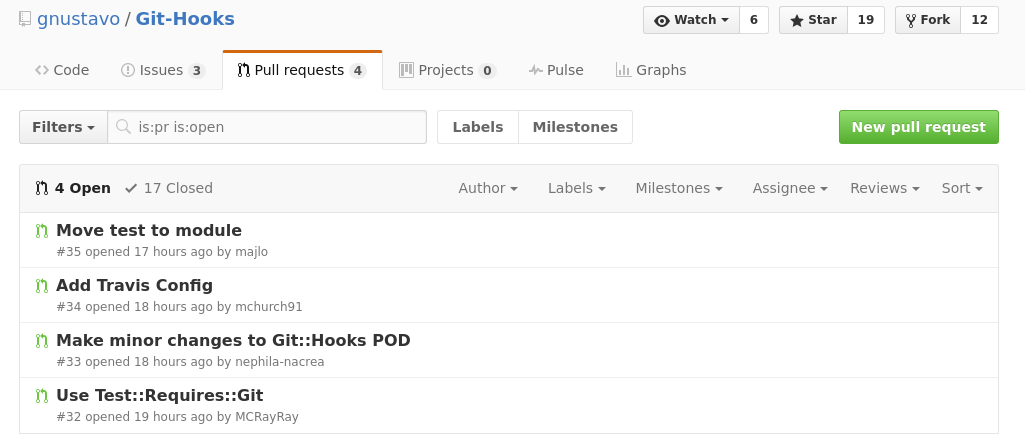 gnustavo / Git-Hooks Watch 6 Star 19 Fork 12
Code Issues 3 Pull requests 4 Projects 0 Pulse Graphs
Filters is:pr is:open Labels Milestones New pull request
4 Open 17 Closed Author Labels Milestones Assignee Reviews Sort
Move test to module
#35 opened 17 hours ago by majlo
Add Travis Config
#34 opened 18 hours ago by mchurch91
Make minor changes to Git::Hooks POD
#33 opened 18 hours ago by nephila-nacrea
Use Test::Requires::Git
#32 opened 19 hours ago by MCRayRay